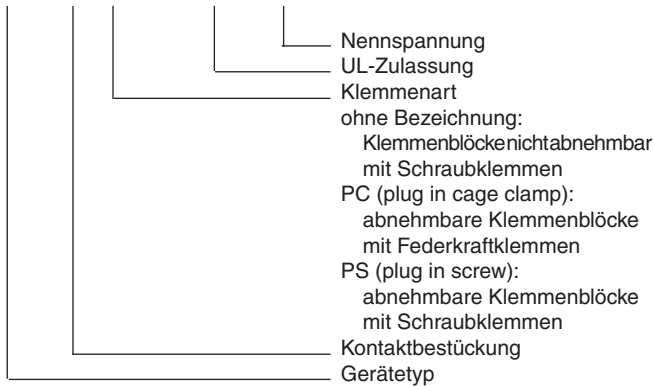 Nennspannung
UL-Zulassung
Klemmenart
ohne Bezeichnung:
Klemmenblöckenichtabnehmbar
mit Schraubklemmen
PC (plug in cage clamp):
abnehmbare Klemmenblöcke
mit Federkraftklemmen
PS (plug in screw):
abnehmbare Klemmenblöcke
mit Schraubklemmen
Kontaktbestückung
Gerätetyp